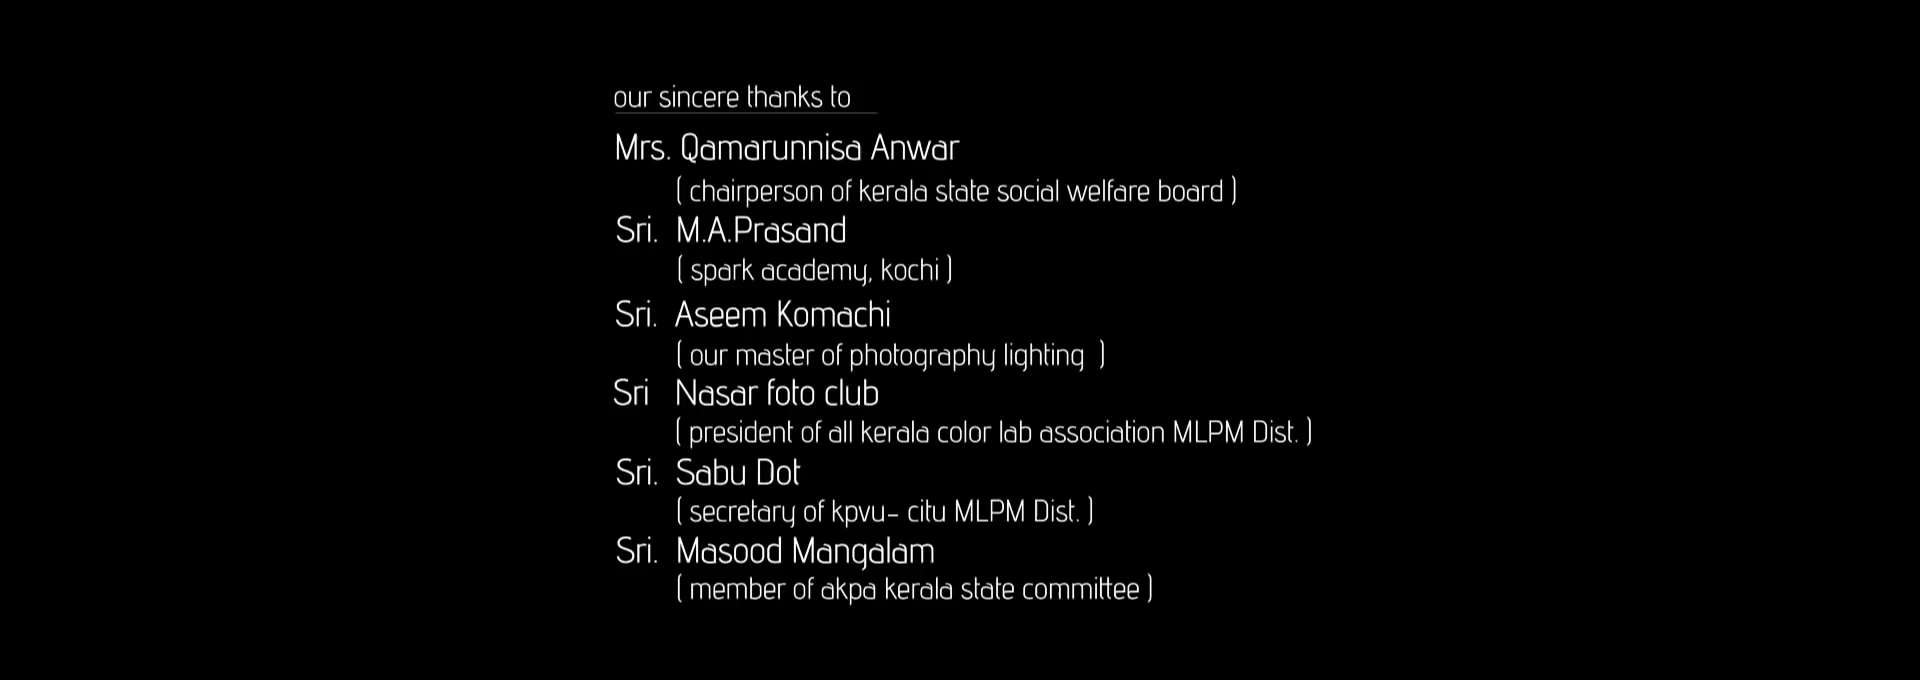 our sincere thanks to
Mrs. Qamarunnisa Anwar
( chairperson of kerala state social welfare board )
Sri. M.A.Prasand
( spark academy, kochi )
Sri. Aseem Komachi
( our master of photography lighting )
Sri Nasar foto club
( president of all kerala color lab association MLPM Dist. )
Sri. Sabu Dot
( secretary of kpvu- citu MLPM Dist. )
Sri. Masood Mangalam
( member of akpa kerala state committee )